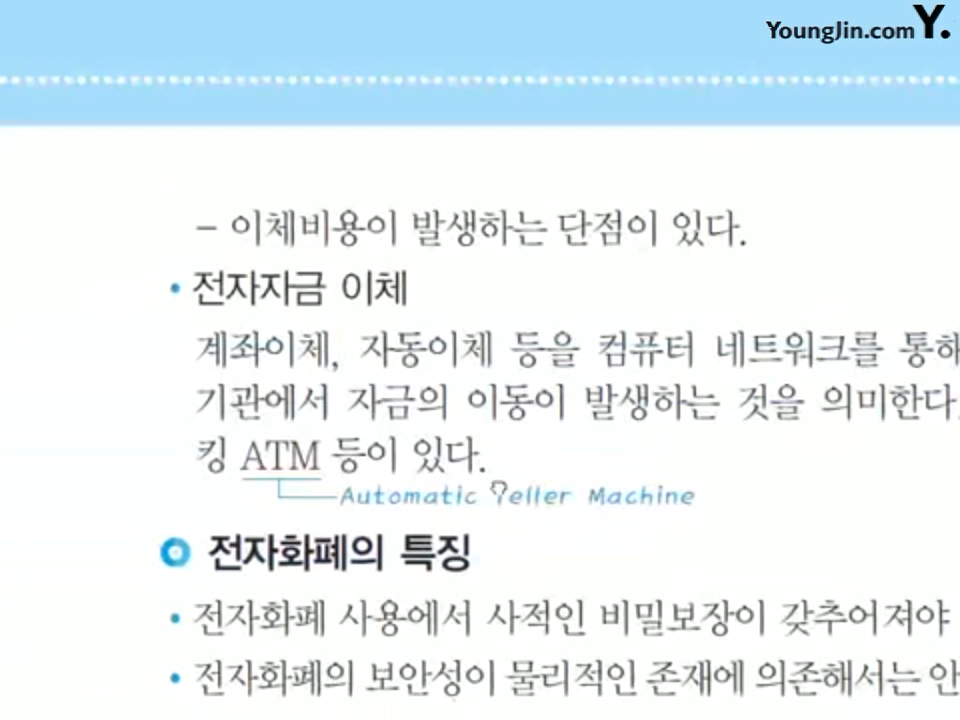 YoungJin.com Y.
– 이체비용이 발생하는 단점이 있다.
• 전자자금 이체
계좌이체, 자동이체 등을 컴퓨터 네트워크를 통해
기관에서 자금의 이동이 발생하는 것을 의미한다.
킹 ATM 등이 있다.
Automatic Teller Machine
전자화폐의 특징
• 전자화폐 사용에서 사적인 비밀보장이 갖추어져야
• 전자화폐의 보안성이 물리적인 존재에 의존해서는 안